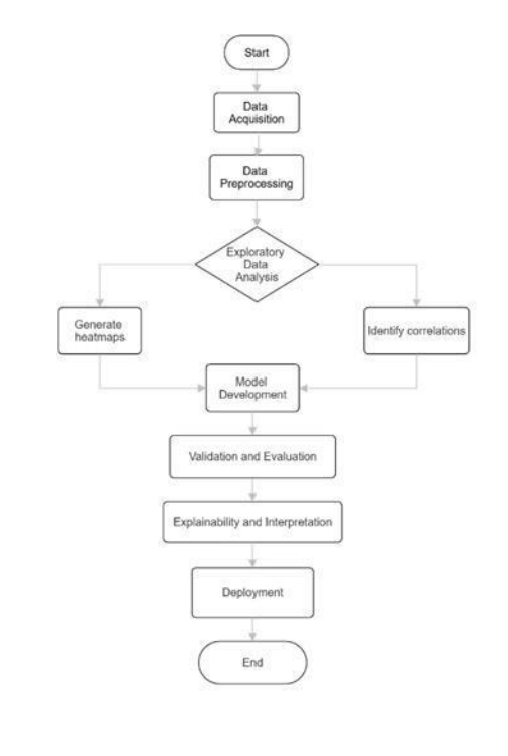 Start
Data
Acquisition
Data
Preprocessing
Exploratory
Data
Analysis
Generate
heatmaps
Identify correlations
Model
Development
Validation and Evaluation
Explainability and Interpretation
Deployment
End